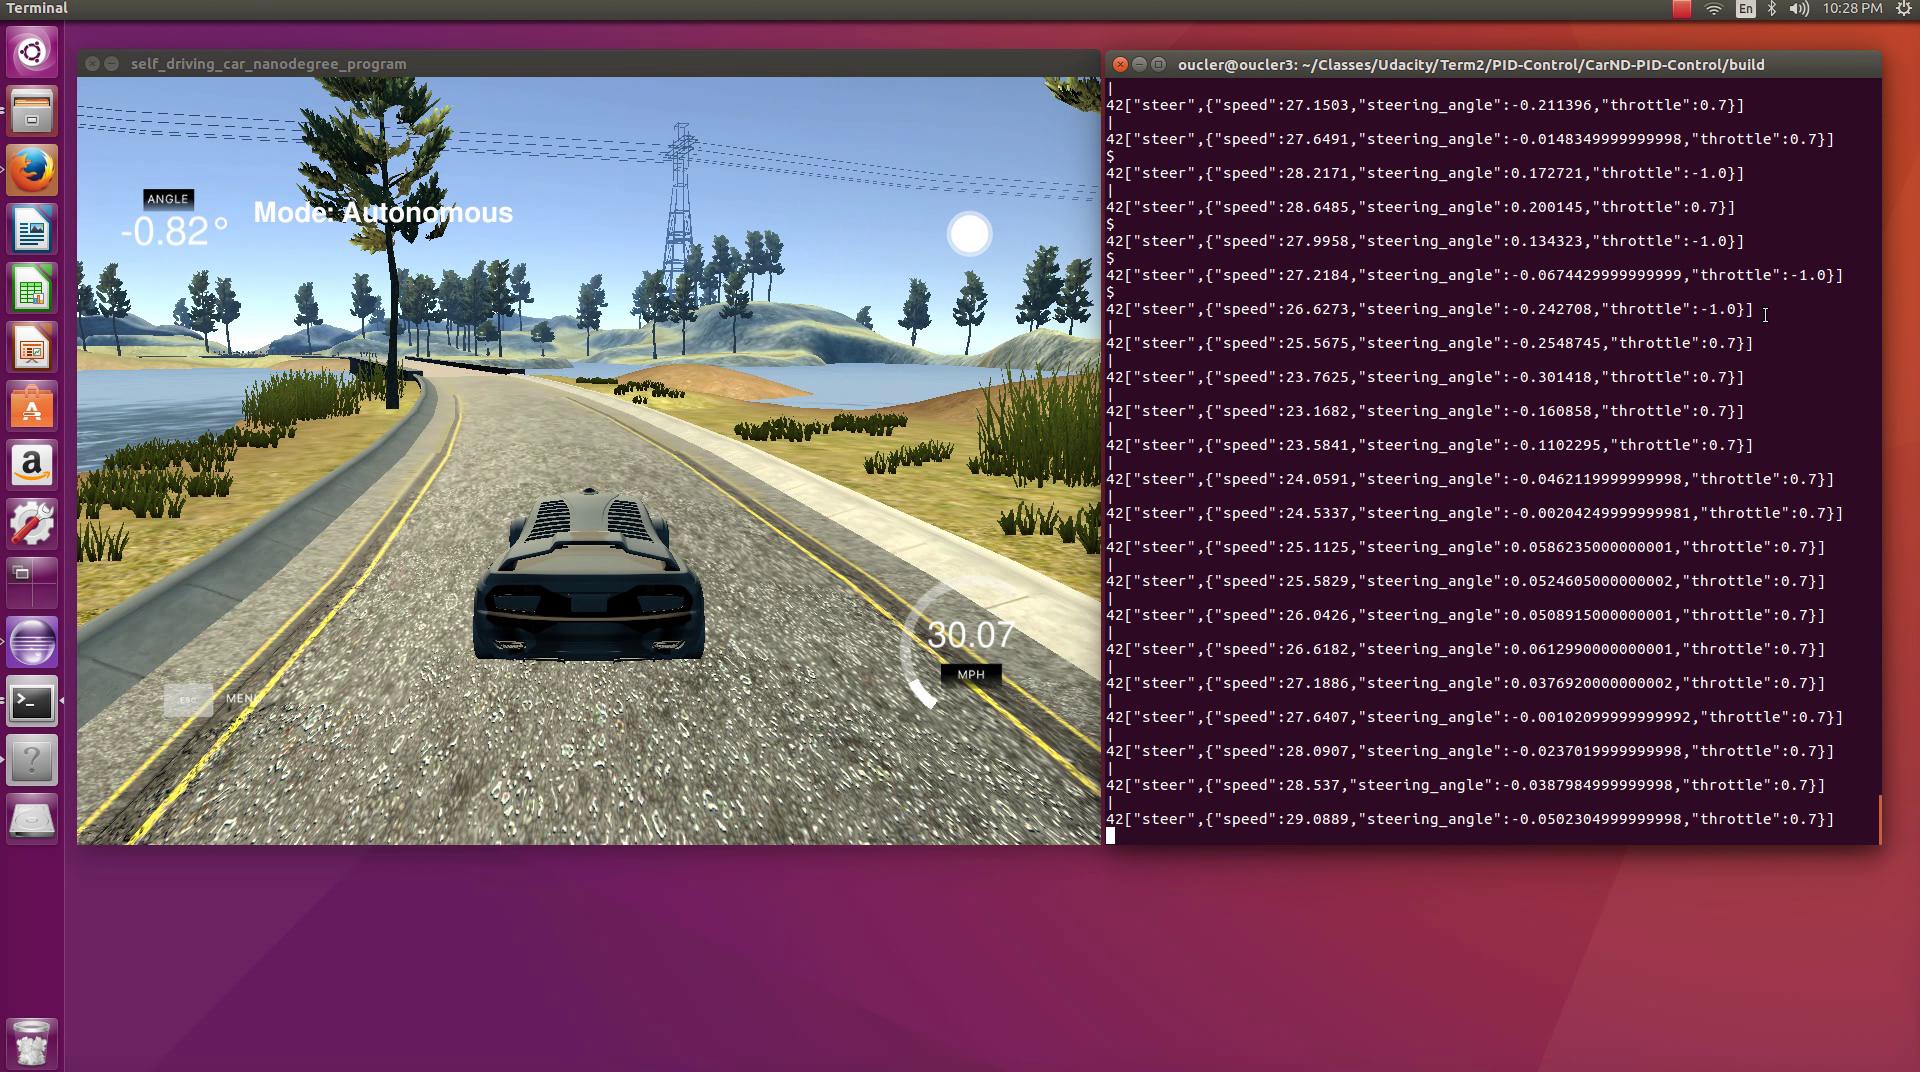 Terminal
En
10:28 PM
self_driving_car_nanodegree_program
ANGLE
-0.82°
Mode: Autonomous
30.07
MPH
ESC
MENU
oucler@oucler3: ~/Classes/Udacity/Term2/PID-Control/CarND-PID-Control/build
|
42["steer",{"speed":27.1503,"steering_angle":-0.211396,"throttle":0.7}]
|
42["steer",{"speed":27.6491,"steering_angle":-0.0148349999999998,"throttle":0.7}]
$
42["steer",{"speed":28.2171,"steering_angle":0.172721,"throttle":-1.0}]
|
42["steer",{"speed":28.6485,"steering_angle":0.200145,"throttle":0.7}]
$
42["steer",{"speed":27.9958,"steering_angle":0.134323,"throttle":-1.0}]
$
42["steer",{"speed":27.2184,"steering_angle":-0.0674429999999999,"throttle":-1.0}]
$
42["steer",{"speed":26.6273,"steering_angle":-0.242708,"throttle":-1.0}]
|
42["steer",{"speed":25.5675,"steering_angle":-0.2548745,"throttle":0.7}]
|
42["steer",{"speed":23.7625,"steering_angle":-0.301418,"throttle":0.7}]
|
42["steer",{"speed":23.1682,"steering_angle":-0.160858,"throttle":0.7}]
|
42["steer",{"speed":23.5841,"steering_angle":-0.1102295,"throttle":0.7}]
|
42["steer",{"speed":24.0591,"steering_angle":-0.0462119999999998,"throttle":0.7}]
|
42["steer",{"speed":24.5337,"steering_angle":-0.00204249999999981,"throttle":0.7}]
|
42["steer",{"speed":25.1125,"steering_angle":0.0586235000000001,"throttle":0.7}]
|
42["steer",{"speed":25.5829,"steering_angle":0.0524605000000002,"throttle":0.7}]
|
42["steer",{"speed":26.0426,"steering_angle":0.0508915000000001,"throttle":0.7}]
|
42["steer",{"speed":26.6182,"steering_angle":0.0612990000000001,"throttle":0.7}]
|
42["steer",{"speed":27.1886,"steering_angle":0.0376920000000002,"throttle":0.7}]
|
42["steer",{"speed":27.6407,"steering_angle":-0.00102099999999992,"throttle":0.7}]
|
42["steer",{"speed":28.0907,"steering_angle":-0.0237019999999998,"throttle":0.7}]
|
42["steer",{"speed":28.537,"steering_angle":-0.0387984999999998,"throttle":0.7}]
|
42["steer",{"speed":29.0889,"steering_angle":-0.0502304999999998,"throttle":0.7}]